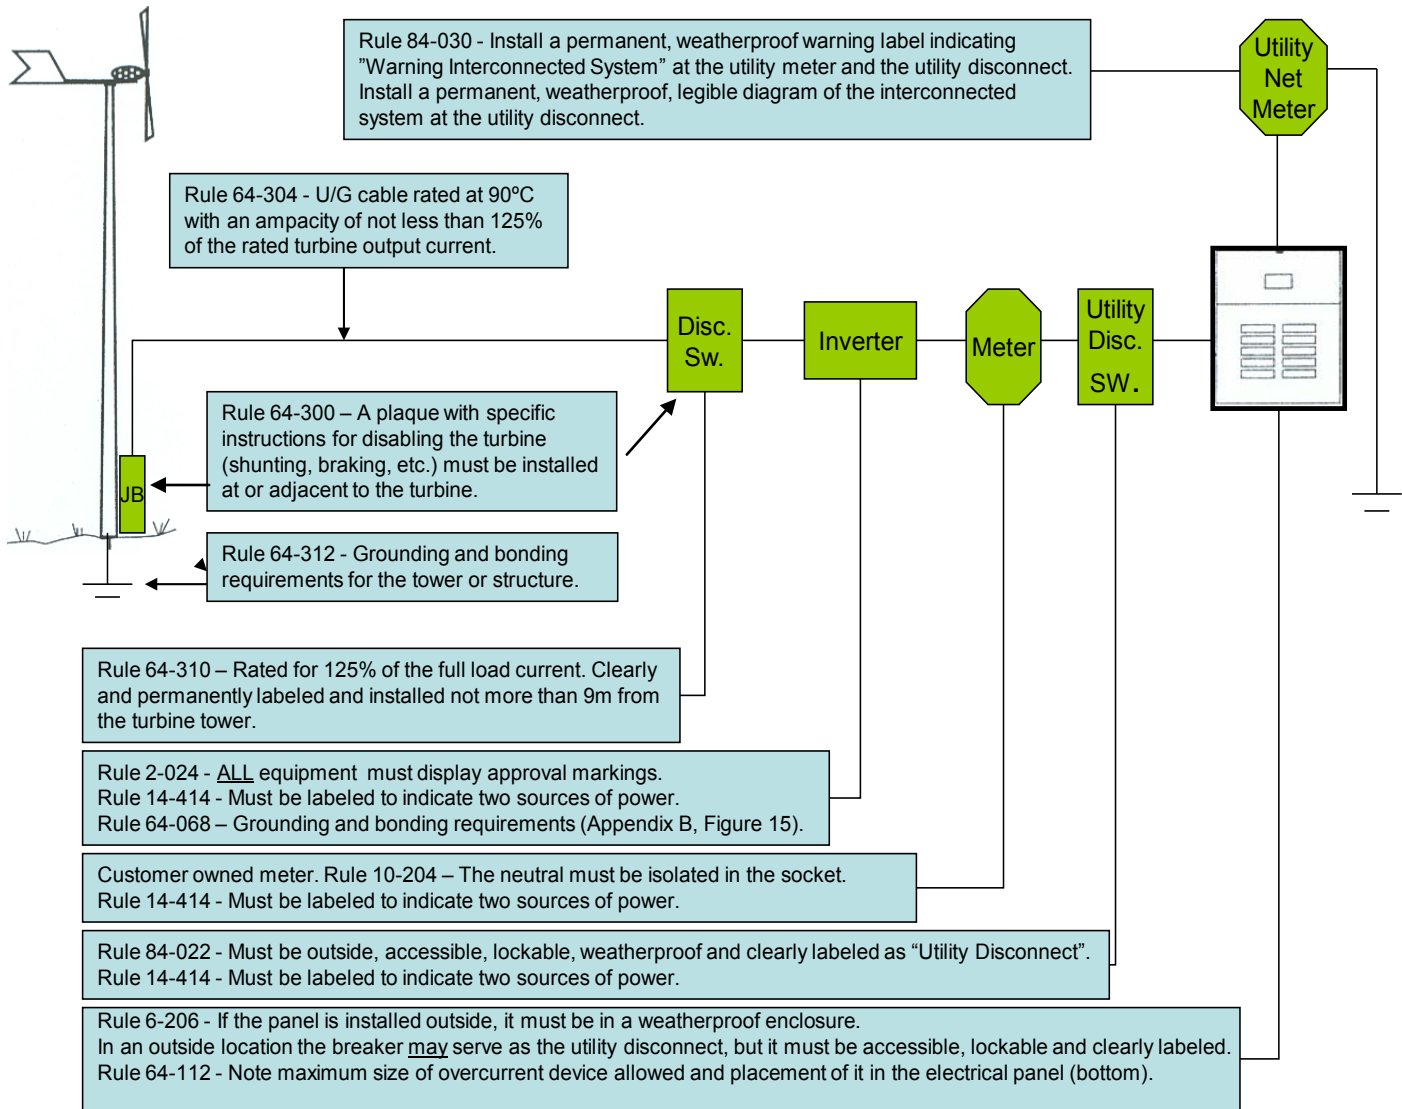 Rule 84-030 - Install a permanent, weatherproof warning label indicating
”Warning Interconnected System” at the utility meter and the utility disconnect.
Install a permanent, weatherproof, legible diagram of the interconnected
system at the utility disconnect.
Utility
Net
Meter
Rule 64-304 - U/G cable rated at 90ºC
with an ampacity of not less than 125%
of the rated turbine output current.
Disc.
Sw.
Inverter
Meter
Utility
Disc.
SW.
Rule 64-300 – A plaque with specific
instructions for disabling the turbine
(shunting, braking, etc.) must be installed
at or adjacent to the turbine.
JB
Rule 64-312 - Grounding and bonding
requirements for the tower or structure.
Rule 64-310 – Rated for 125% of the full load current. Clearly
and permanently labeled and installed not more than 9m from
the turbine tower.
Rule 2-024 - ALL equipment must display approval markings.
Rule 14-414 - Must be labeled to indicate two sources of power.
Rule 64-068 – Grounding and bonding requirements (Appendix B, Figure 15).
Customer owned meter. Rule 10-204 – The neutral must be isolated in the socket.
Rule 14-414 - Must be labeled to indicate two sources of power.
Rule 84-022 - Must be outside, accessible, lockable, weatherproof and clearly labeled as “Utility Disconnect”.
Rule 14-414 - Must be labeled to indicate two sources of power.
Rule 6-206 - If the panel is installed outside, it must be in a weatherproof enclosure.
In an outside location the breaker may serve as the utility disconnect, but it must be accessible, lockable and clearly labeled.
Rule 64-112 - Note maximum size of overcurrent device allowed and placement of it in the electrical panel (bottom).